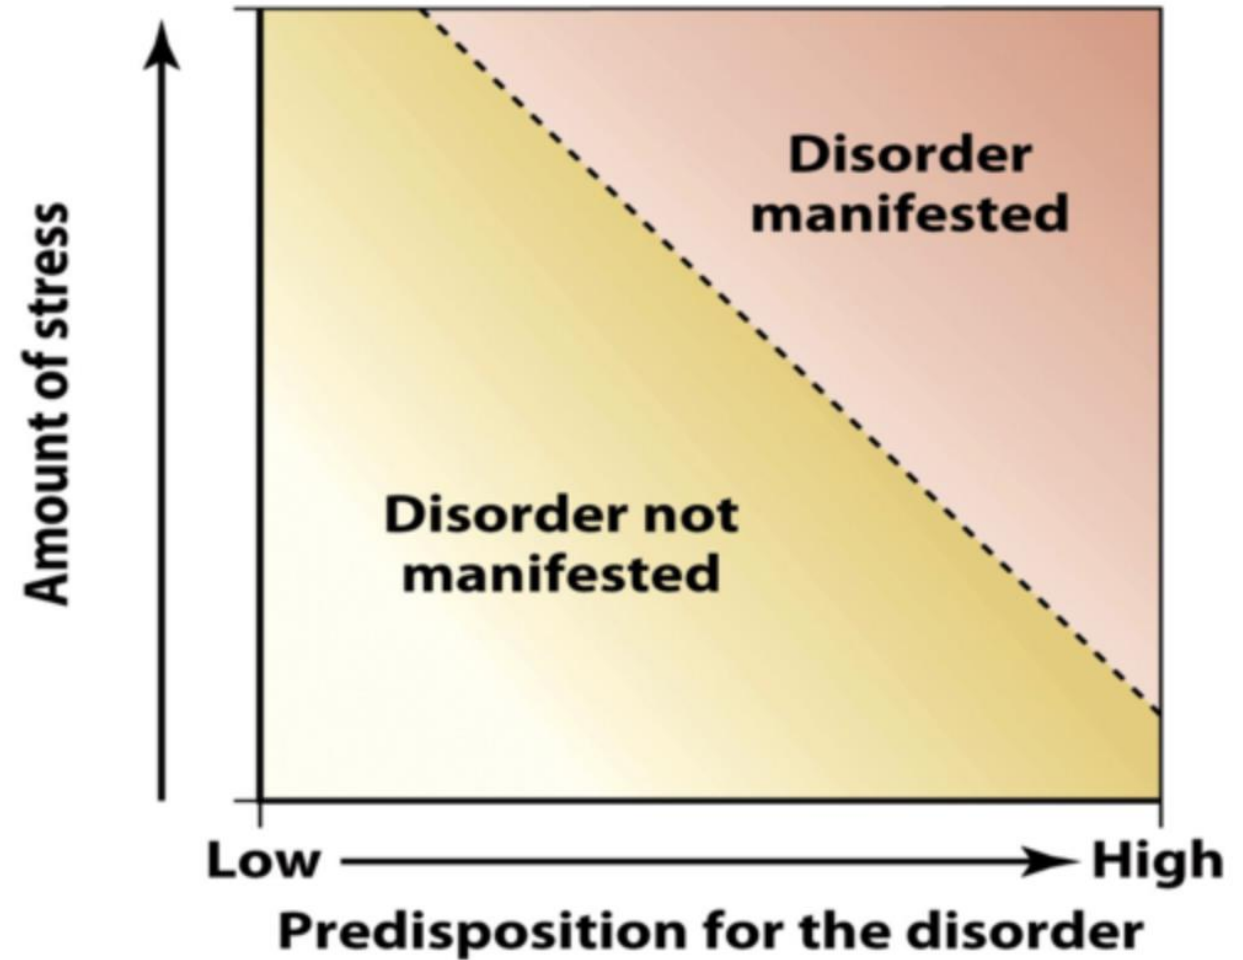 Amount of stress
Disorder
manifested
Disorder not
manifested
Low
High
Predisposition for the disorder